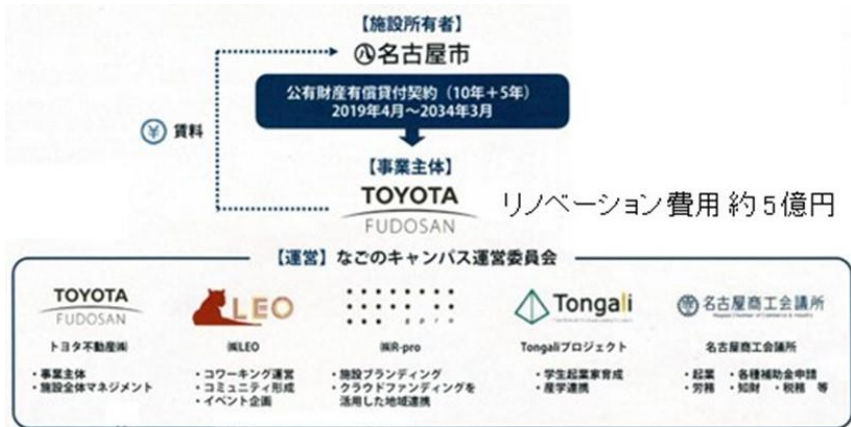 【施設所有者】
㊇名古屋市
公有財産有償貸付契約（10年＋5年）
2019年4月～2034年3月
¥ 賃料
【事業主体】
TOYOTA
FUDOSAN
リノベーション費用 約5億円
【運営】なごのキャンパス運営委員会
TOYOTA
FUDOSAN
トヨタ不動産㈱
・事業主体
・施設全体マネジメント
LEO
㈱LEO
・コワーキング運営
・コミュニティ形成
・イベント企画
r p r o
㈱R-pro
・施設ブランディング
・クラウドファンディングを
活用した地域連携
Tongali
Tongaliプロジェクト
・学生起業家育成
・産学連携
名古屋商工会議所
Nagoya Chamber of Commerce & Industry
名古屋商工会議所
・起業 ・各種補助金申請
・労務 ・知財 ・税務 等